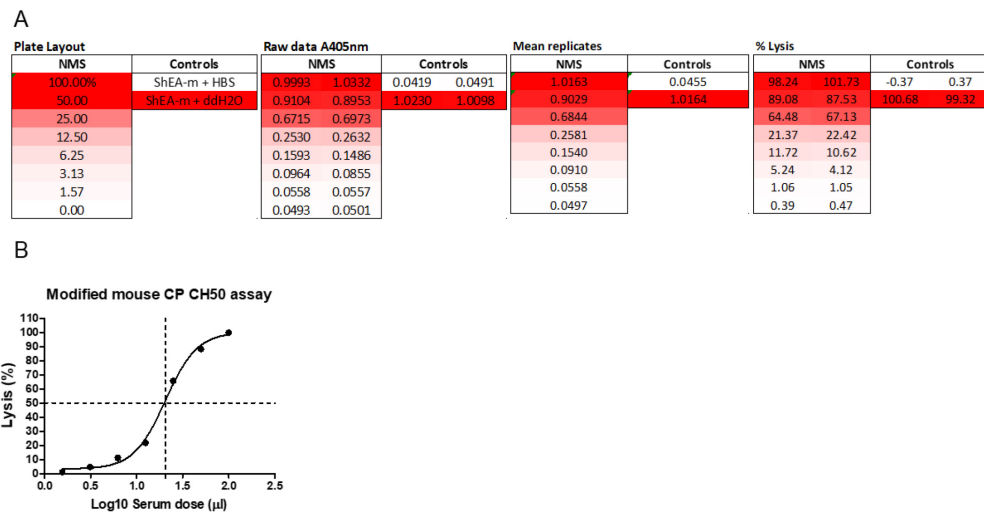 A
Plate Layout Raw data A405nm Mean replicates % Lysis
NMS Controls NMS Controls NMS Controls NMS Controls
100.00% ShEA-m + HBS 0.9993 1.0332 0.0419 0.0491 1.0163 0.0455 98.24 101.73 -0.37 0.37
50.00 ShEA-m + ddH2O 0.9104 0.8953 1.0230 1.0098 0.9029 1.0164 89.08 87.53 100.68 99.32
25.00 0.6715 0.6973 0.6844 64.48 67.13
12.50 0.2530 0.2632 0.2581 21.37 22.42
6.25 0.1593 0.1486 0.1540 11.72 10.62
3.13 0.0964 0.0855 0.0910 5.24 4.12
1.57 0.0558 0.0557 0.0558 1.06 1.05
0.00 0.0493 0.0501 0.0497 0.39 0.47
B
Modified mouse CP CH50 assay
110
100
90
80
70
60
50
40
30
20
10
0
Lysis (%)
0.0 0.5 1.0 1.5 2.0 2.5
Log10 Serum dose (µl)